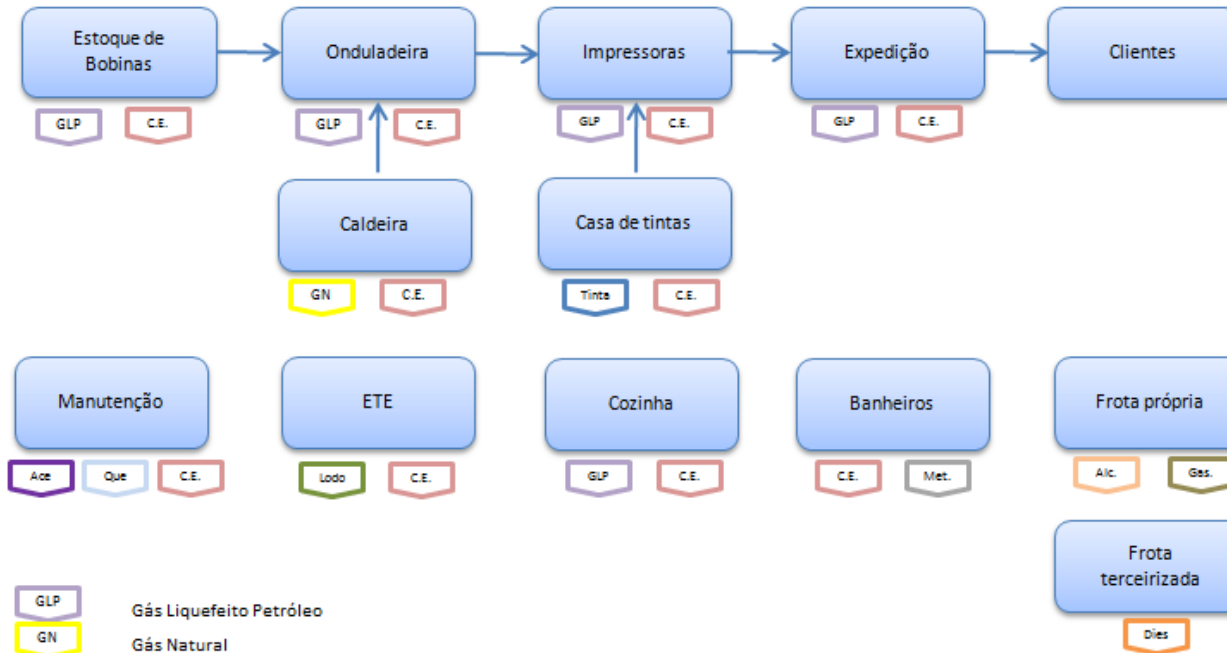 Estoque de
Bobinas
Onduladeira
Impressoras
Expedição
Clientes
GLP
C.E.
GLP
C.E.
GLP
C.E.
GLP
C.E.
Caldeira
Casa de tintas
GN
C.E.
Tinta
C.E.
Manutenção
ETE
Cozinha
Banheiros
Frota própria
Ace
Que
C.E.
Lodo
C.E.
GLP
C.E.
C.E.
Met.
Alc.
Gas.
Frota
terceirizada
Dies
GLP
Gás Liquefeito Petróleo
GN
Gás Natural